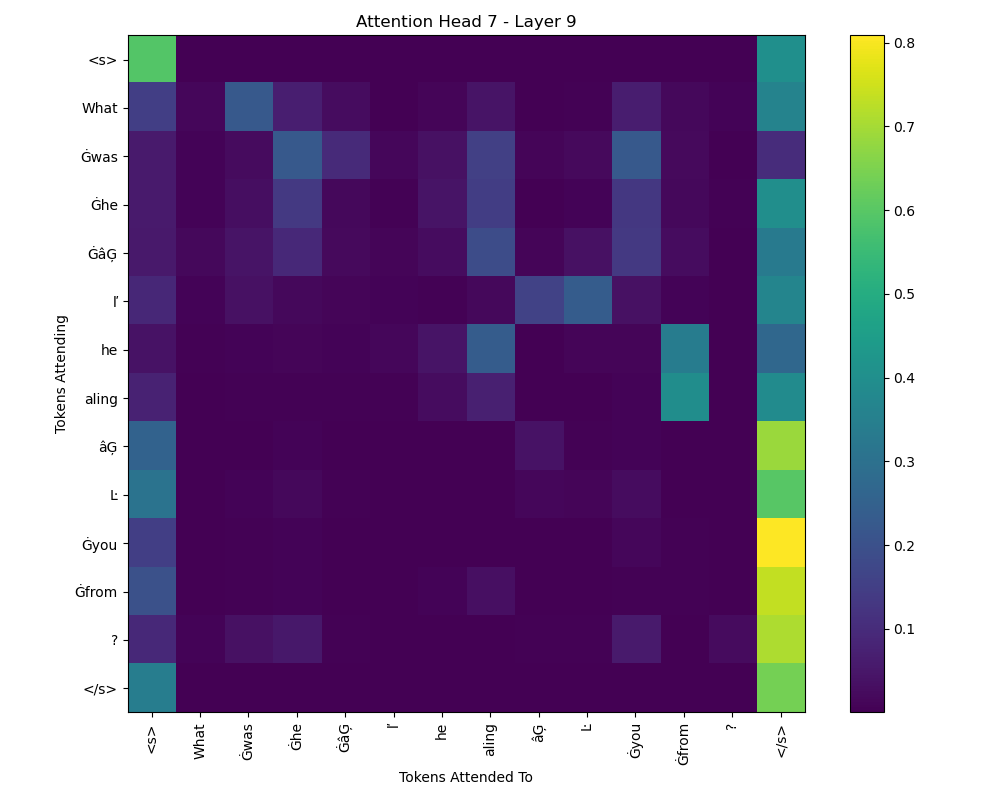 Attention Head 7 - Layer 9
Tokens Attending
<s>
What
Ġwas
Ġhe
ĠâĢ
ľ
he
aling
âĢ
Ŀ
Ġyou
Ġfrom
?
</s>
<s>
What
Ġwas
Ġhe
ĠâĢ
ľ
he
aling
âĢ
Ŀ
Ġyou
Ġfrom
?
</s>
Tokens Attended To
0.8
0.7
0.6
0.5
0.4
0.3
0.2
0.1